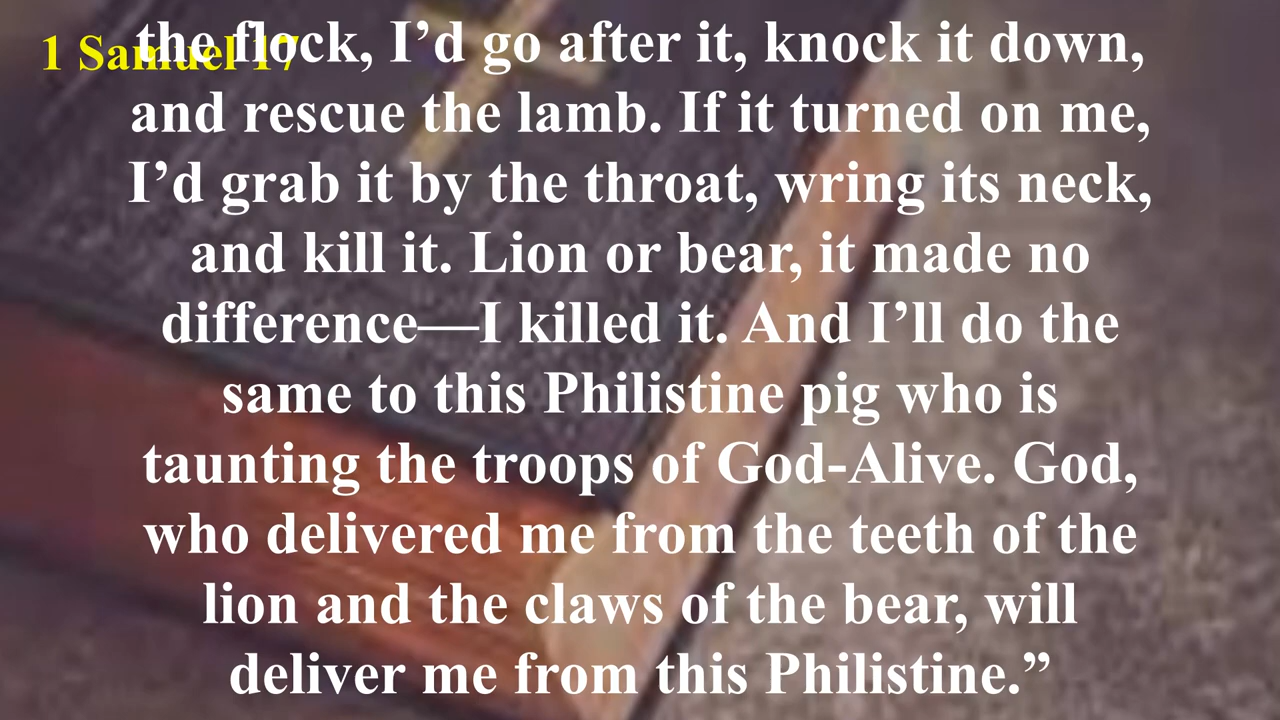 1 Samuel 17
the flock, I’d go after it, knock it down,
and rescue the lamb. If it turned on me,
I’d grab it by the throat, wring its neck,
and kill it. Lion or bear, it made no
difference—I killed it. And I’ll do the
same to this Philistine pig who is
taunting the troops of God-Alive. God,
who delivered me from the teeth of the
lion and the claws of the bear, will
deliver me from this Philistine.”